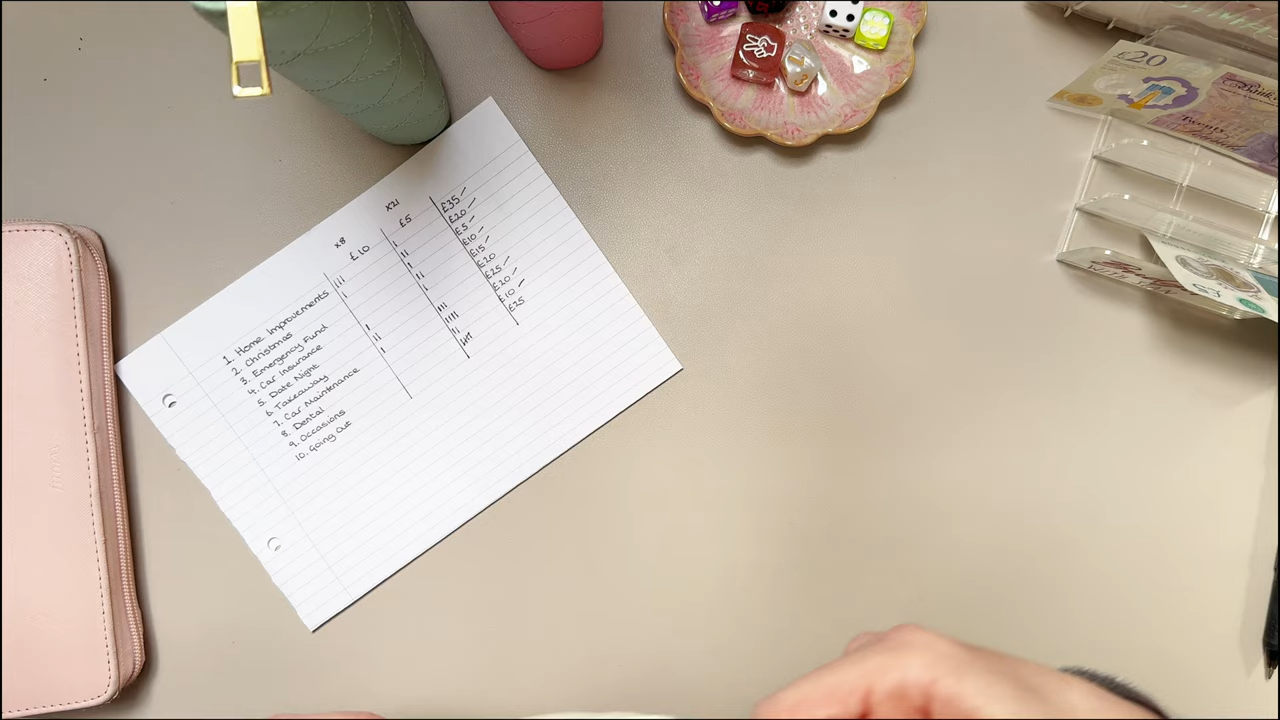 x8 x21
£10 £5
1. Home Improvements £35
2. Christmas £20
3. Emergency Fund £5
4. Car Insurance £10
5. Date Night £15
6. Takeaway £20
7. Car Maintenance £25
8. Dental £20
9. Occasions £10
10. Going Out £25
£20
Bank
Twenty